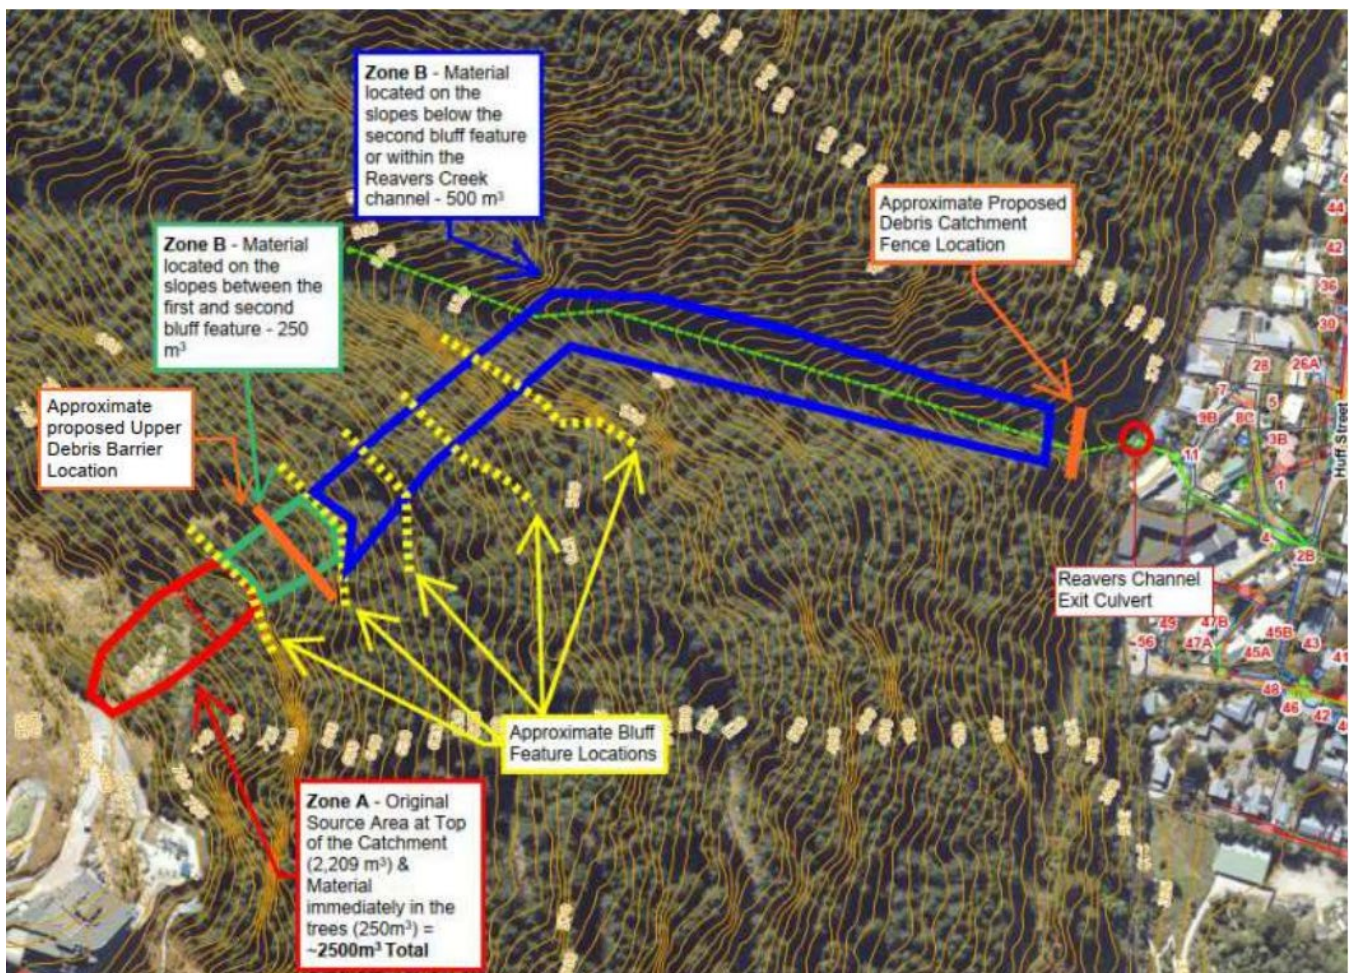 Zone B - Material
located on the
slopes below the
second bluff feature
or within the
Reavers Creek
channel - 500 m³
Zone B - Material
located on the
slopes between the
first and second
bluff feature - 250
m³
Approximate Proposed
Debris Catchment
Fence Location
Approximate
proposed Upper
Debris Barrier
Location
Reavers Channel
Exit Culvert
Approximate Bluff
Feature Locations
Zone A - Original
Source Area at Top
of the Catchment
(2,209 m³) &
Material
immediately in the
trees (250m³) =
~2500m³ Total
Huff Street
44
42
36
30
28
26A
7
5
9B
8C
3B
11
1
4
2B
49
47B
56
47A
45B
43
45A
41
48
46
42